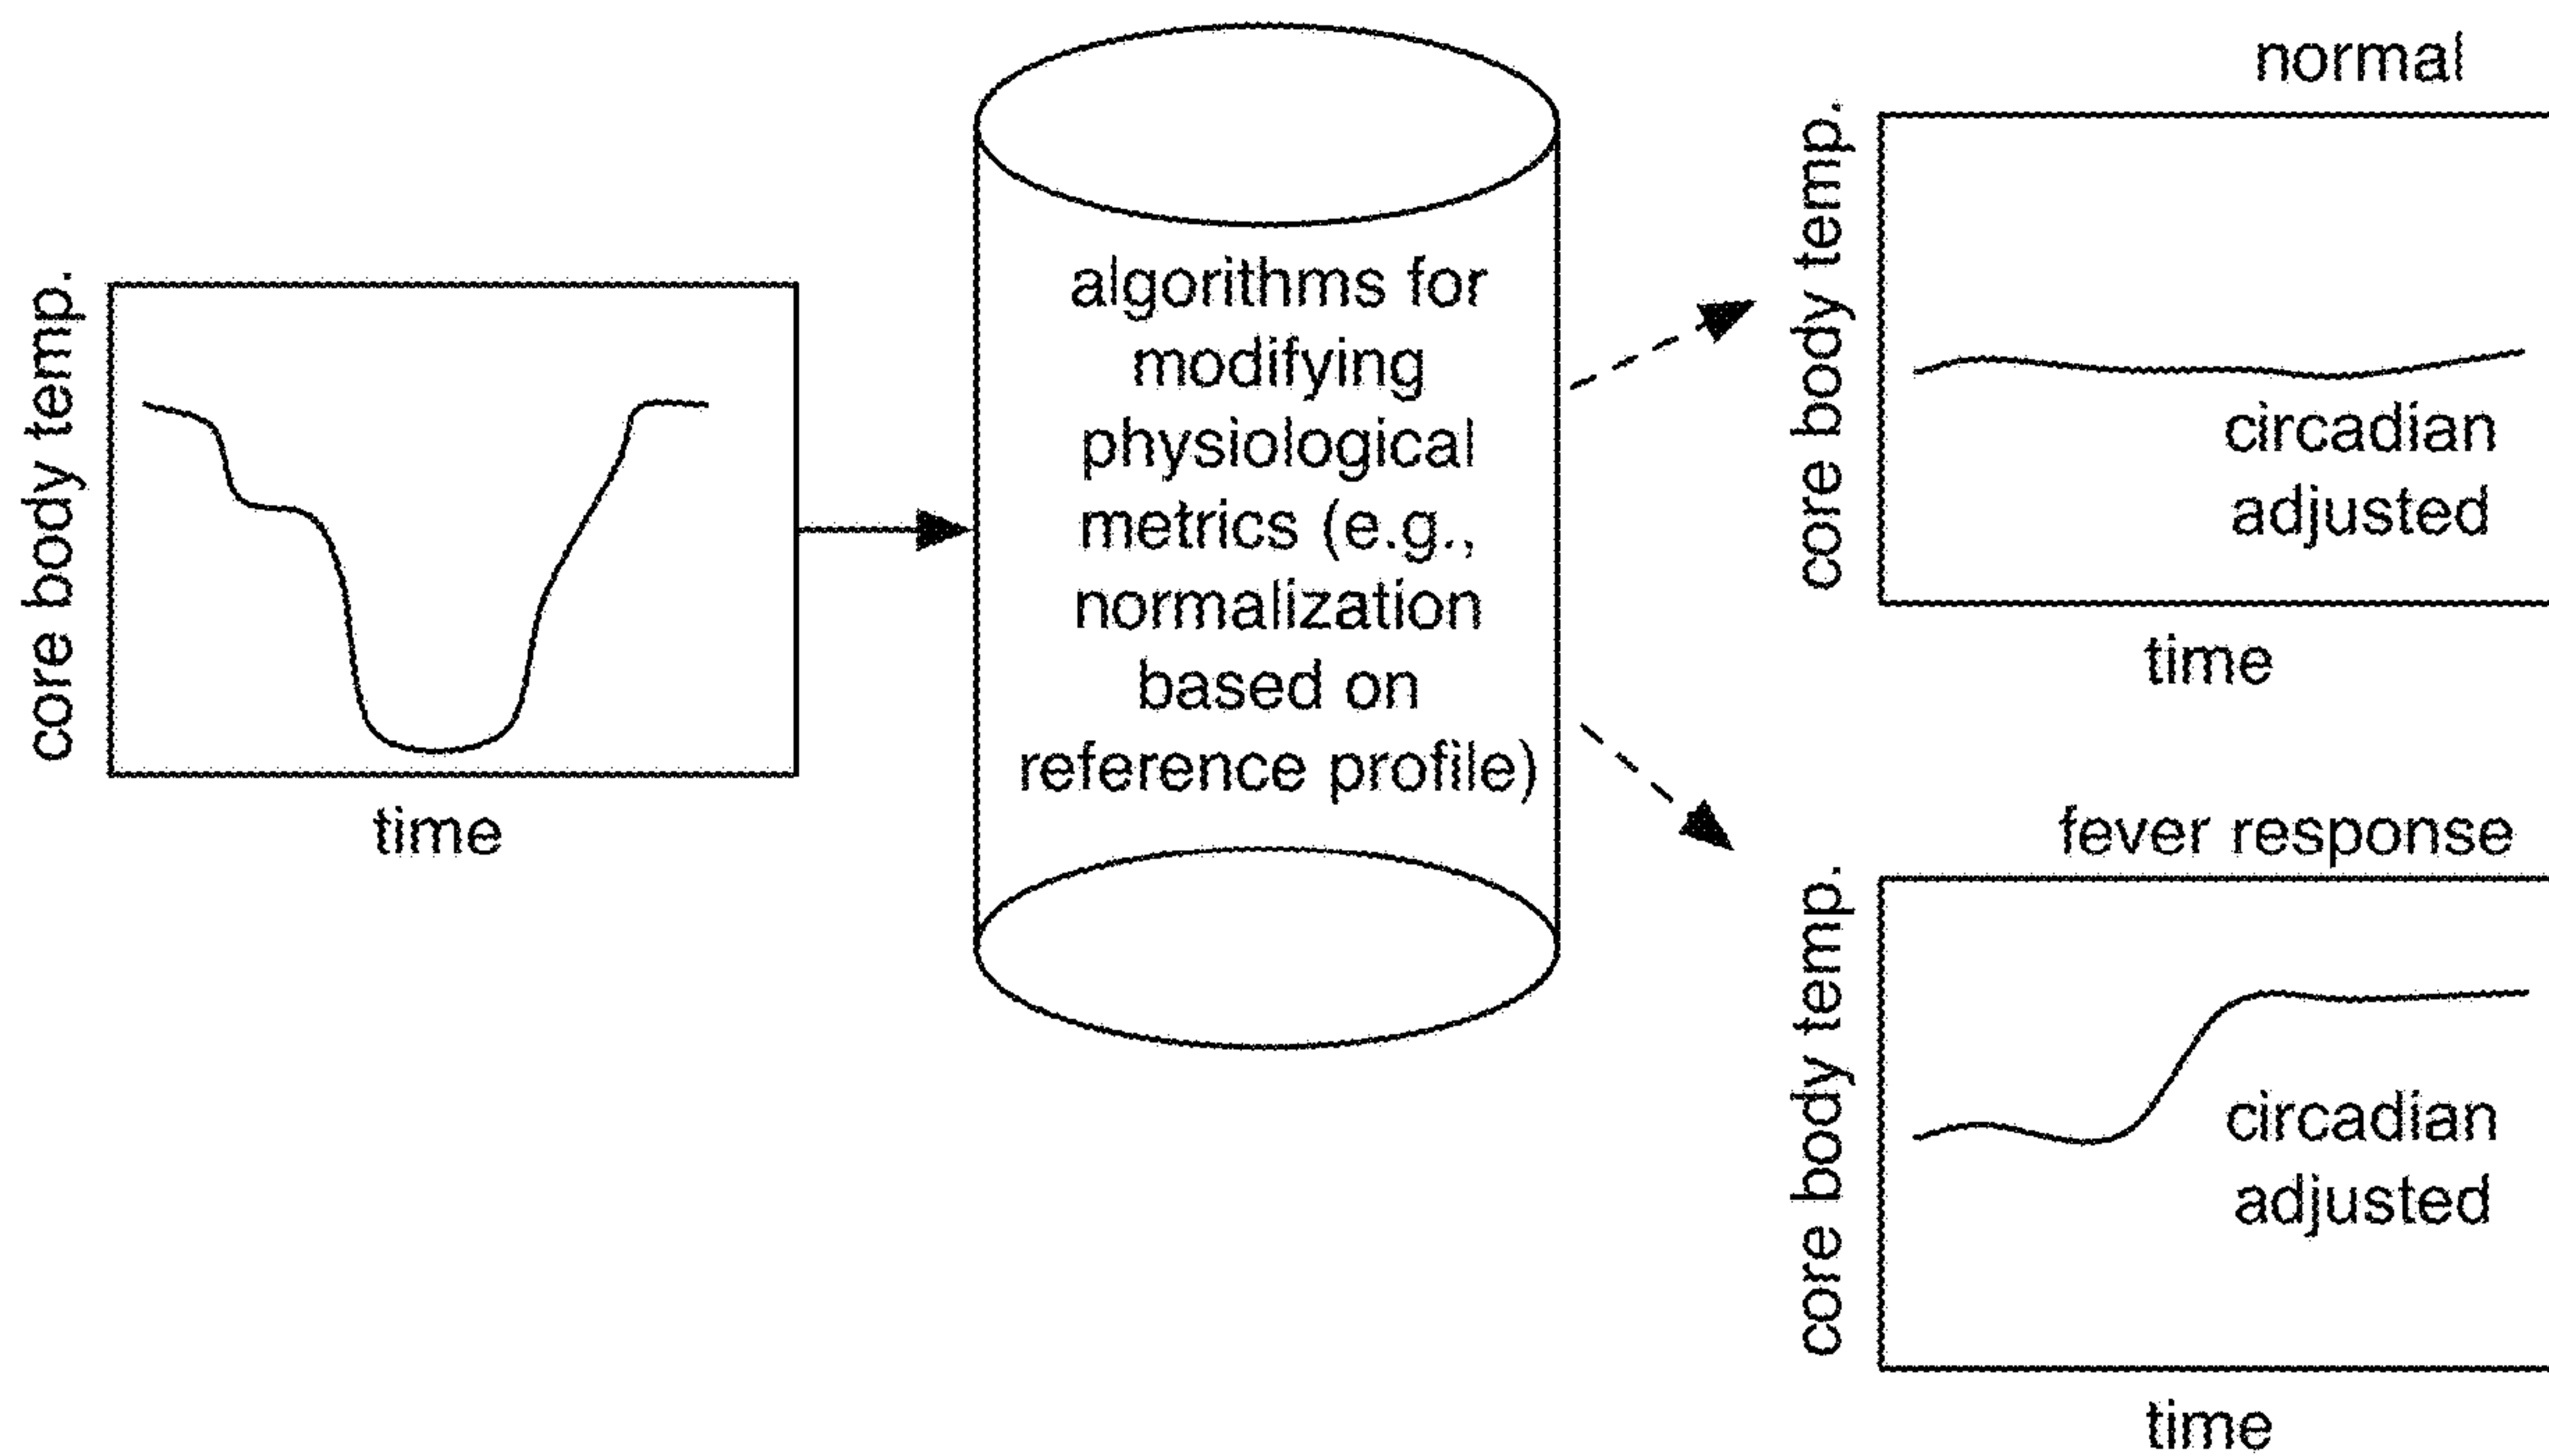 core body temp.
time
algorithms for
modifying
physiological
metrics (e.g.,
normalization
based on
reference profile)
normal
core body temp.
circadian
adjusted
time
fever response
core body temp.
circadian
adjusted
time